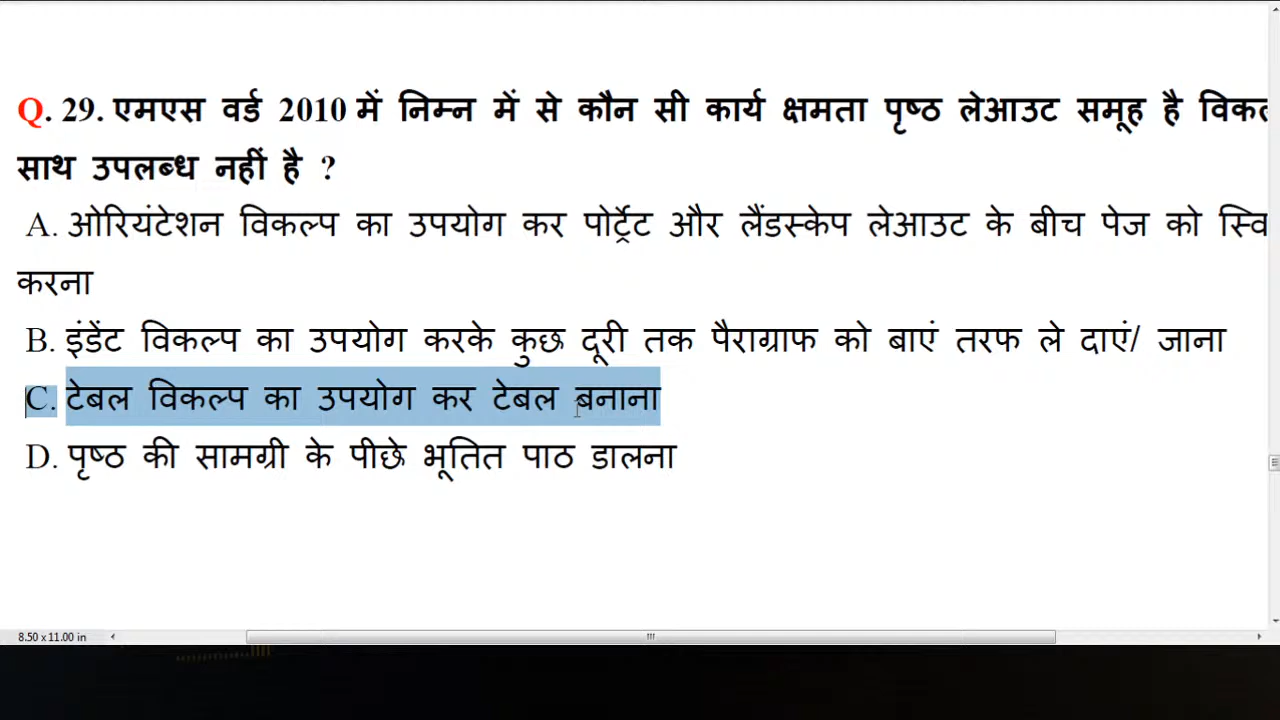 Q. 29. एमएस वर्ड 2010 में निम्न में से कौन सी कार्य क्षमता पृष्ठ लेआउट समूह है
साथ उपलब्ध नहीं है ?
A. ओरियंटेशन विकल्प का उपयोग कर पोर्ट्रेट और लैंडस्केप लेआउट के बीच पेज को
करना
B. इंडेंट विकल्प का उपयोग करके कुछ दूरी तक पैराग्राफ को बाएं तरफ ले दाएं/ जाना
C. टेबल विकल्प का उपयोग कर टेबल बनाना
D. पृष्ठ की सामग्री के पीछे भूतित पाठ डालना
8.50 x 11.00 in